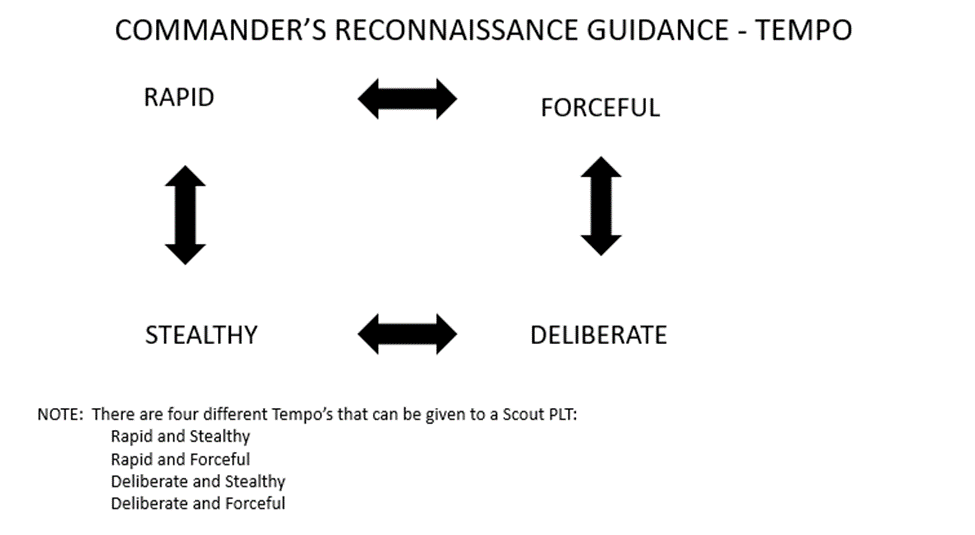 COMMANDER’S RECONNAISSANCE GUIDANCE - TEMPO
RAPID
FORCEFUL
STEALTHY
DELIBERATE
NOTE: There are four different Tempo’s that can be given to a Scout PLT:
Rapid and Stealthy
Rapid and Forceful
Deliberate and Stealthy
Deliberate and Forceful